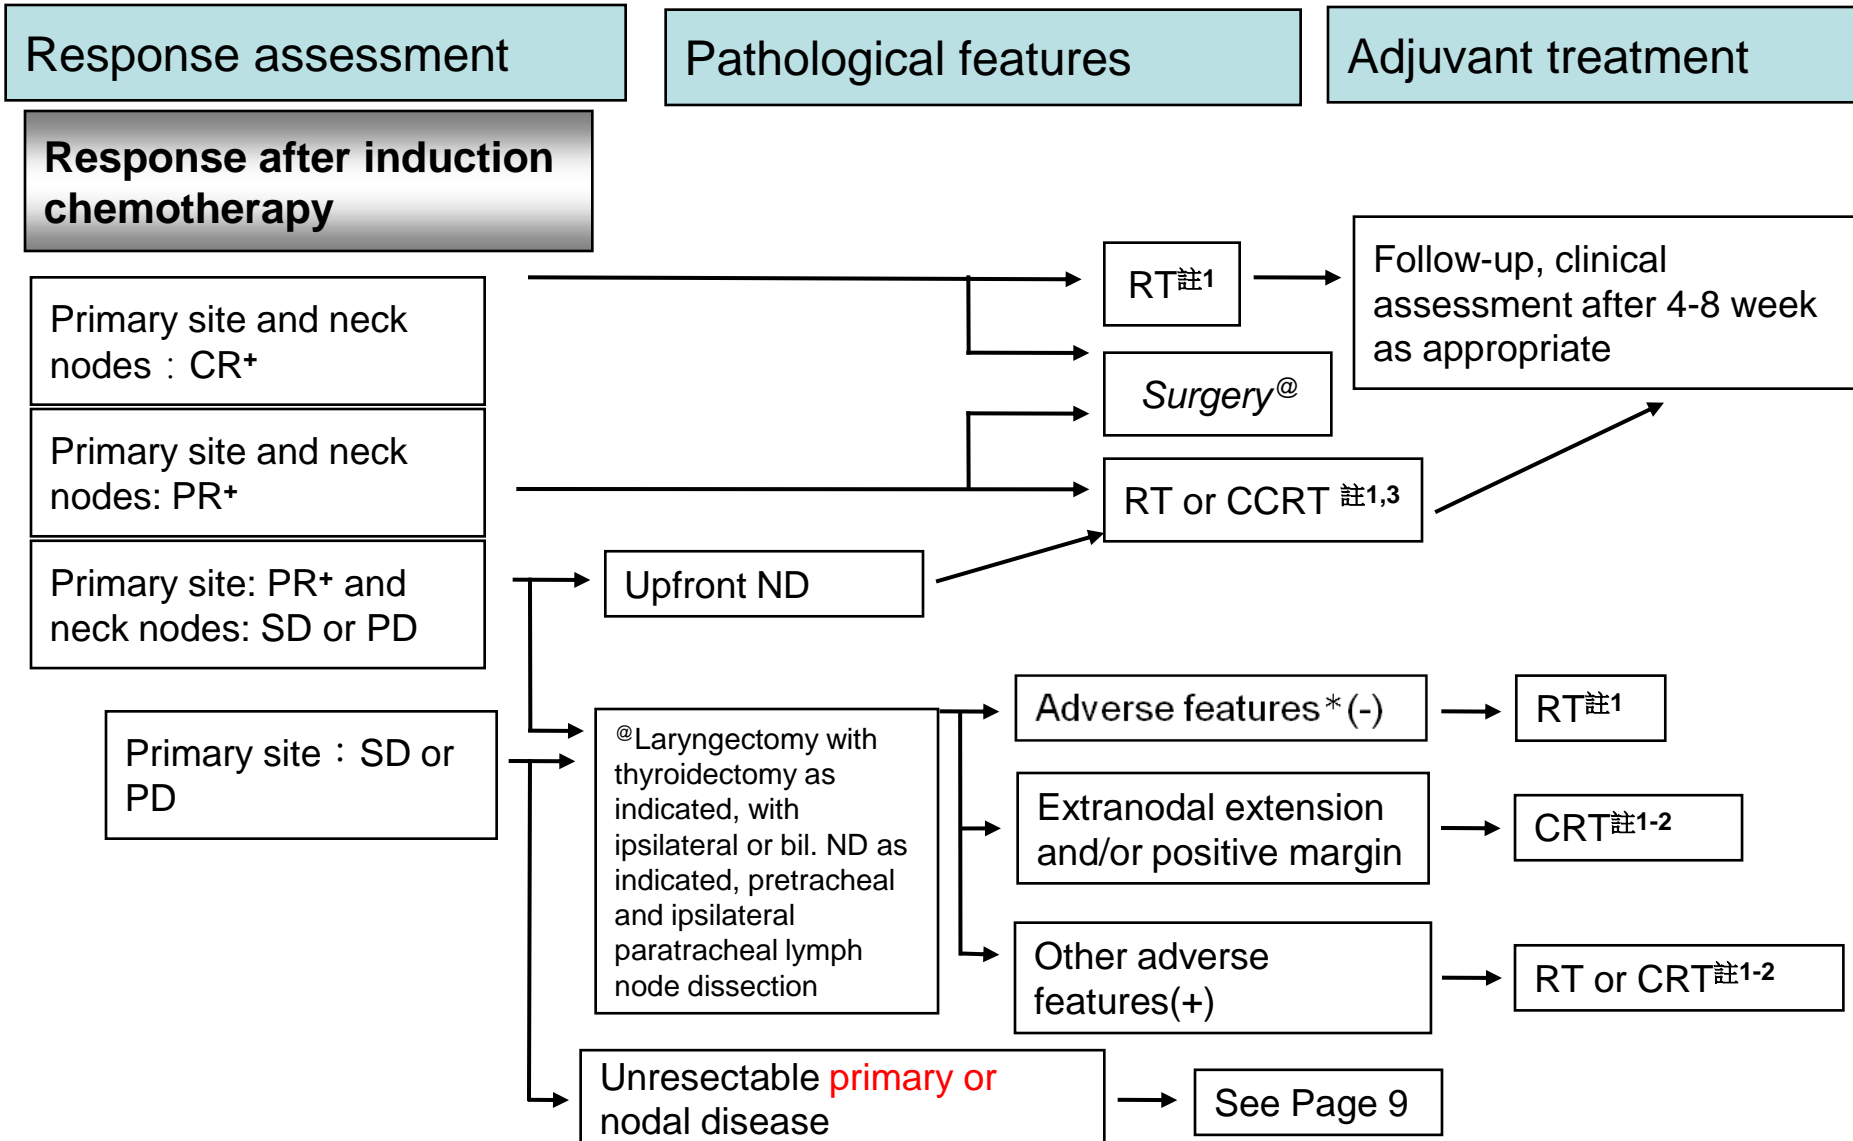 Response assessment
Pathological features
Adjuvant treatment
Response after induction
chemotherapy
Primary site and neck
nodes：CR+
RT註1
Follow-up, clinical
assessment after 4-8 week
as appropriate
Surgery@
Primary site and neck
nodes: PR+
RT or CCRT 註1,3
Primary site: PR+ and
neck nodes: SD or PD
Upfront ND
Primary site：SD or
PD
@Laryngectomy with
thyroidectomy as
indicated, with
ipsilateral or bil. ND as
indicated, pretracheal
and ipsilateral
paratracheal lymph
node dissection
Adverse features*(-)
RT註1
Extranodal extension
and/or positive margin
CRT註1-2
Other adverse
features(+)
RT or CRT註1-2
Unresectable primary or
nodal disease
See Page 9